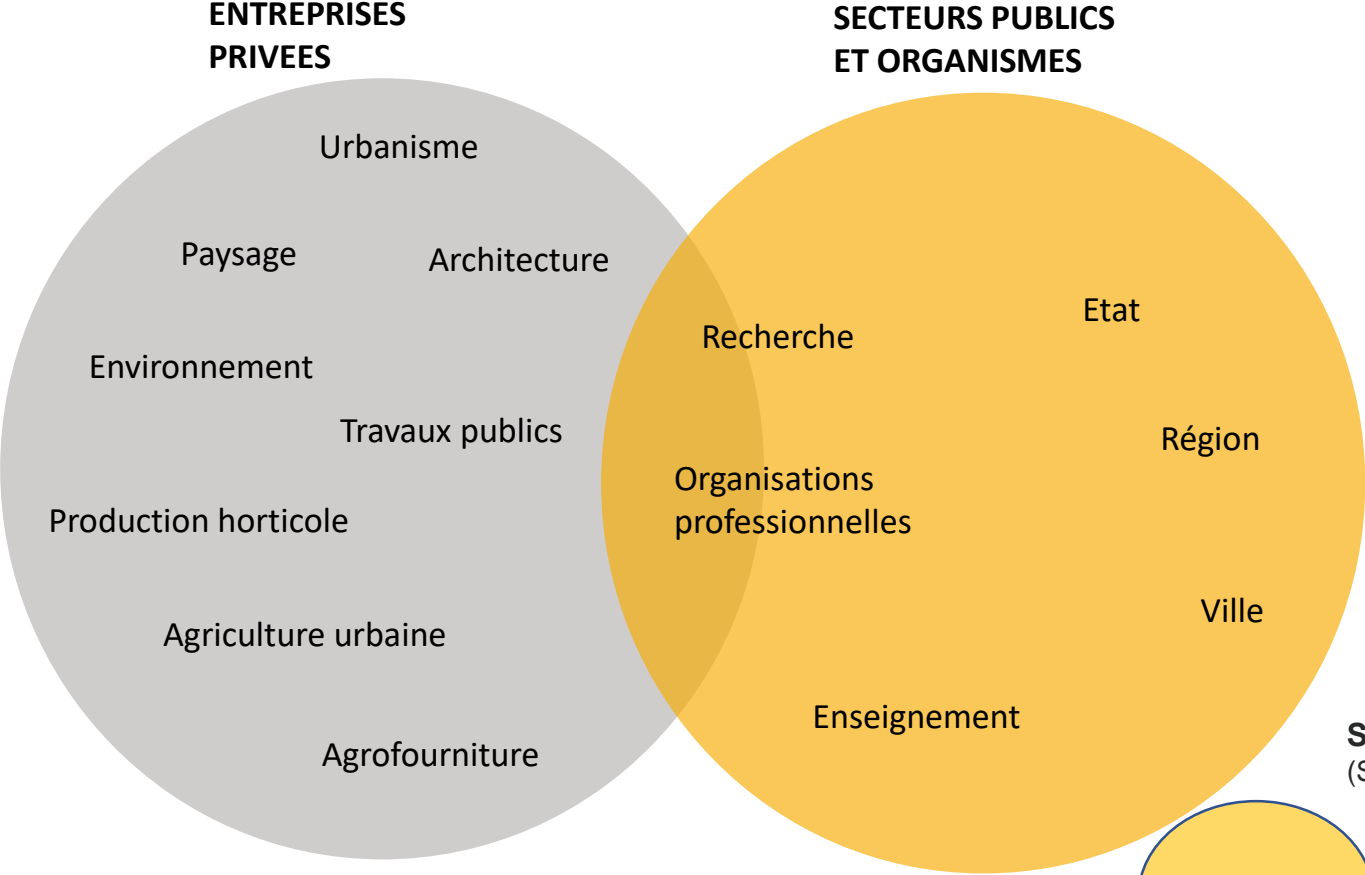 ENTREPRISES
PRIVEES
SECTEURS PUBLICS
ET ORGANISMES
Urbanisme
Paysage
Architecture
Environnement
Travaux publics
Production horticole
Agriculture urbaine
Agrofourniture
Recherche
Organisations
professionnelles
Enseignement
Etat
Région
Ville
S
(S